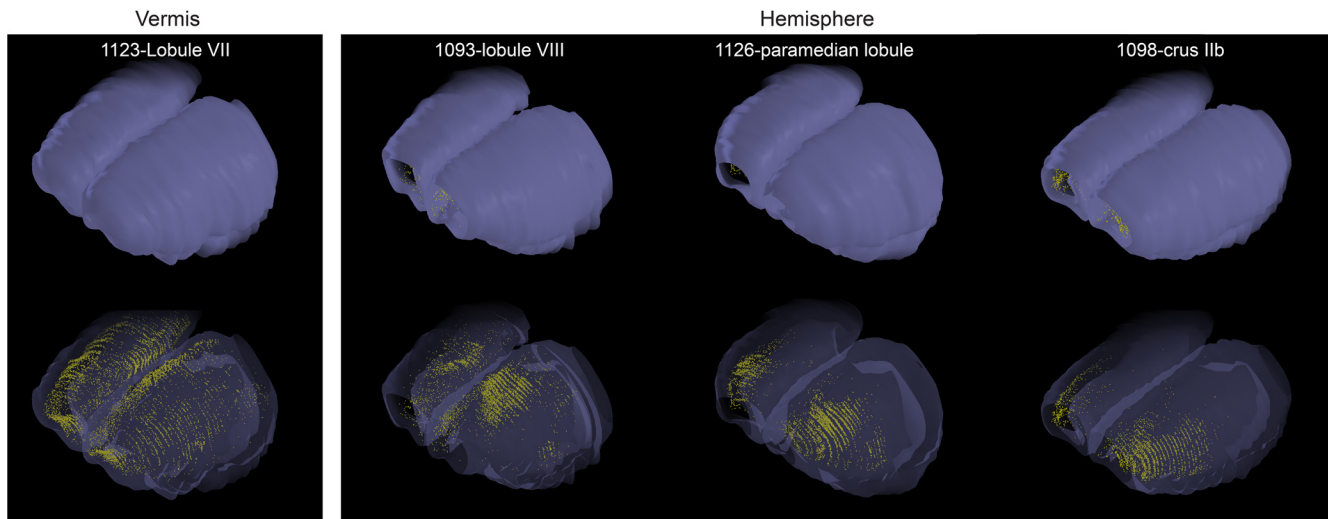 Vermis
Hemisphere
1123-Lobule VII
1093-lobule VIII
1126-paramedian lobule
1098-crus IIb